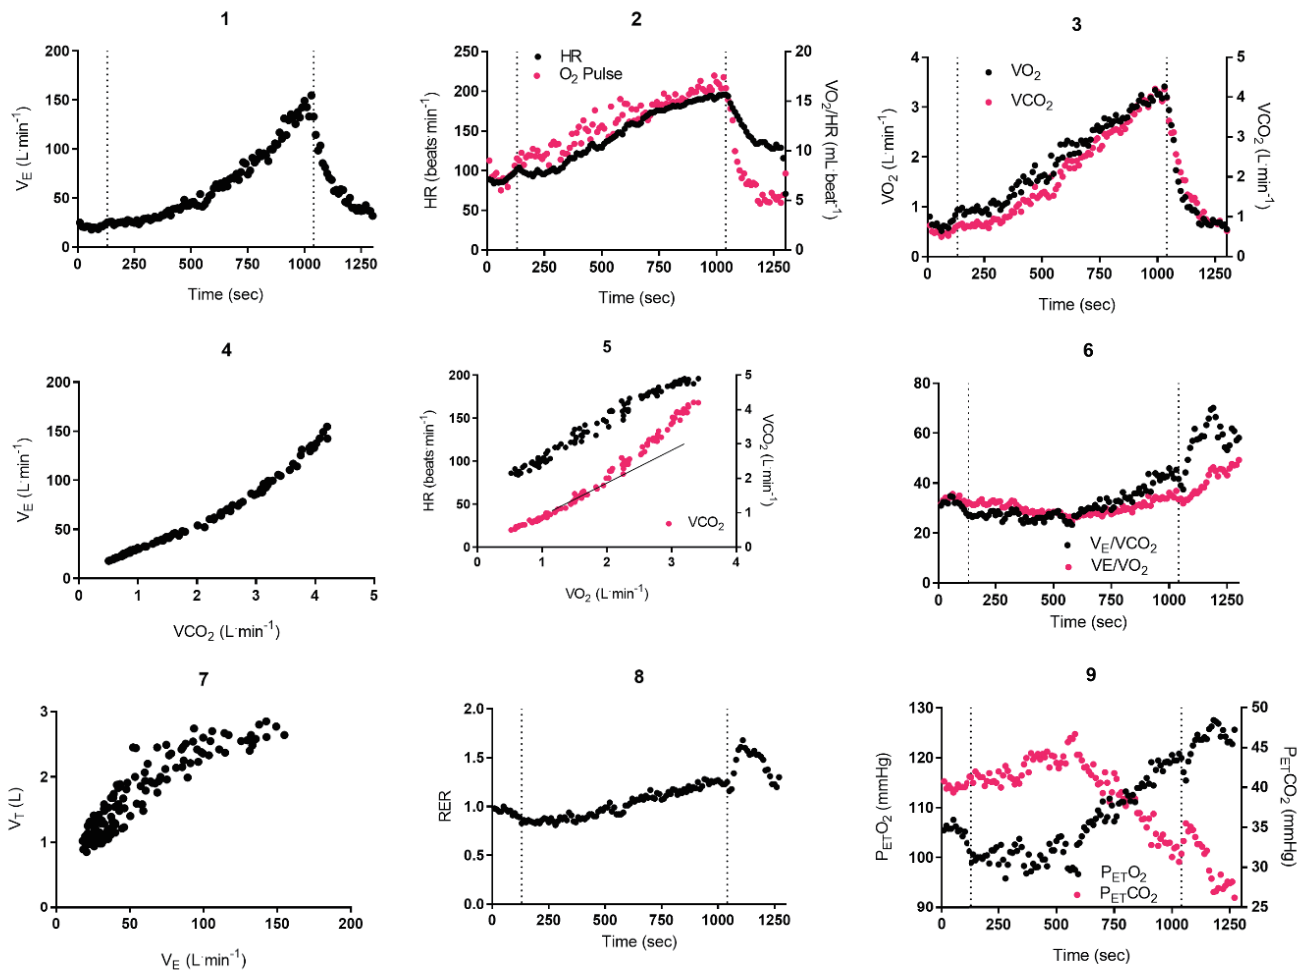 1
200
150
100
50
0
V_E (L·min⁻¹)
0 250 500 750 1000 1250
Time (sec)
2
HR
O₂ Pulse
250
200
150
100
50
0
HR (beats·min⁻¹)
20
15
10
5
0
VO₂/HR (mL·beat⁻¹)
0 250 500 750 1000 1250
Time (sec)
3
VO₂
VCO₂
4
3
2
1
0
VO₂ (L·min⁻¹)
5
4
3
2
1
0
VCO₂ (L·min⁻¹)
0 250 500 750 1000 1250
Time (sec)
4
200
150
100
50
0
V_E (L·min⁻¹)
0 1 2 3 4 5
VCO₂ (L·min⁻¹)
5
200
150
100
50
0
HR (beats·min⁻¹)
5
4
3
2
1
0
VCO₂ (L·min⁻¹)
VCO₂
0 1 2 3 4
VO₂ (L·min⁻¹)
6
80
60
40
20
0
V_E/VCO₂
VE/VO₂
0 250 500 750 1000 1250
Time (sec)
7
3
2
1
0
V_T (L)
0 50 100 150 200
V_E (L·min⁻¹)
8
2.0
1.5
1.0
0.5
0.0
RER
0 250 500 750 1000 1250
Time (sec)
9
130
120
110
100
90
P_ETO₂ (mmHg)
50
45
40
35
30
25
P_ETCO₂ (mmHg)
P_ETO₂
P_ETCO₂
0 250 500 750 1000 1250
Time (sec)